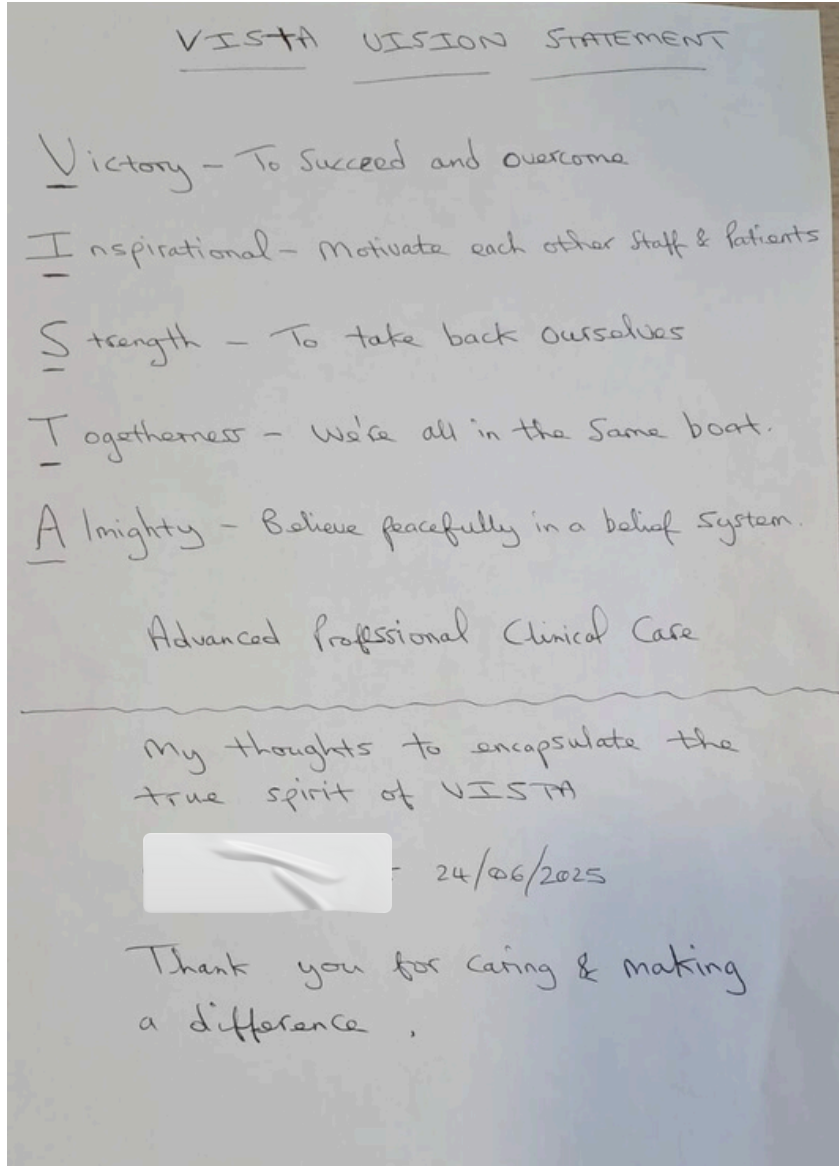 VISTA VISION STATEMENT
Victory - To Succeed and overcome
Inspirational - Motivate each other Staff & Patients
Strength - To take back ourselves
Togetherness - We're all in the Same boat.
Almighty - Believe peacefully in a belief System.
Advanced Professional Clinical Care
My thoughts to encapsulate the
true spirit of VISTA
- 24/06/2025
Thank you for caring & making
a difference.